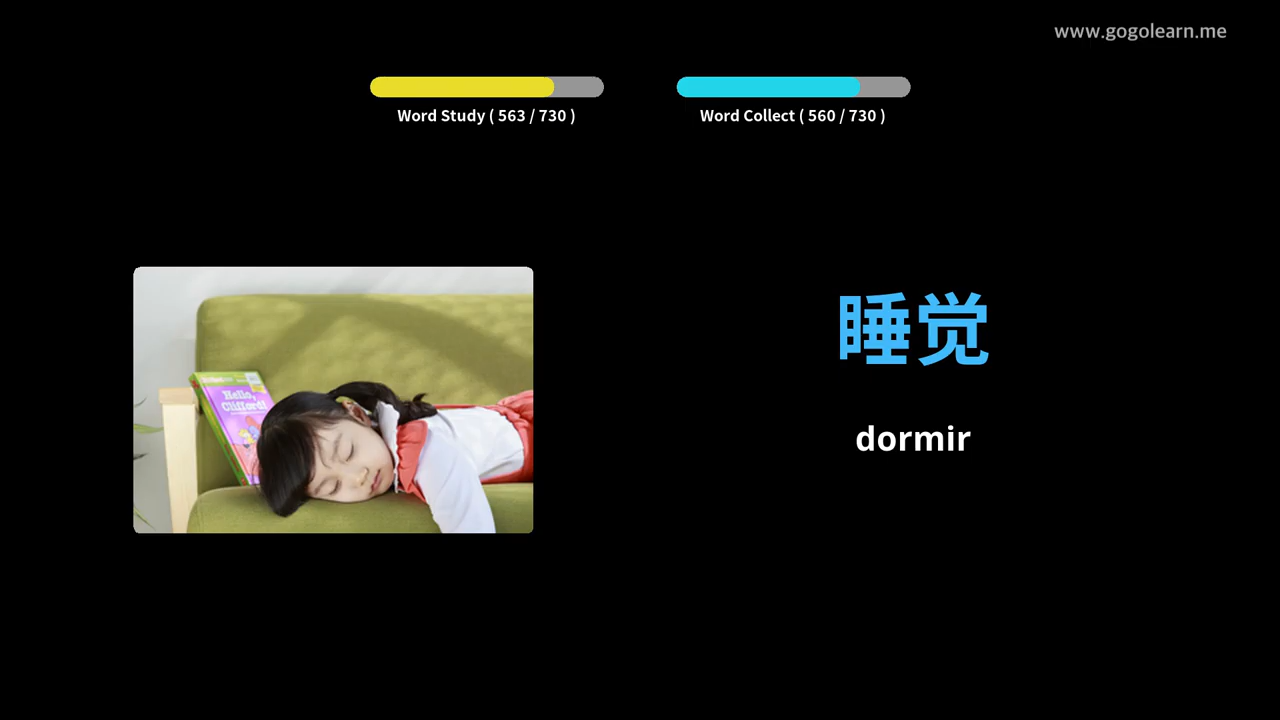 www.gogolearn.me
Word Study ( 563 / 730 )
Word Collect ( 560 / 730 )
睡觉
dormir
Hello,
Clifford!